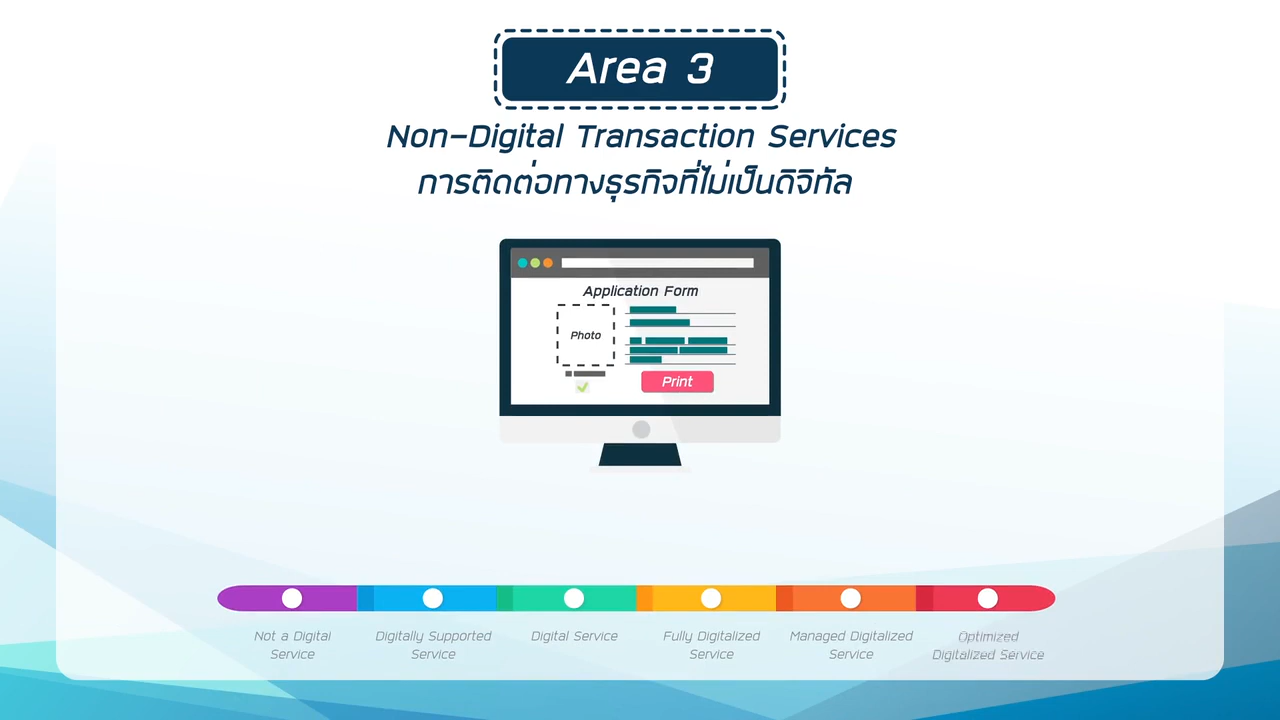 Area 3
Non-Digital Transaction Services
การติดต่อทางธุรกิจที่ไม่เป็นดิจิทัล
Application Form
Photo
Print
Not a Digital
Service
Digitally Supported
Service
Digital Service
Fully Digitalized
Service
Managed Digitalized
Service
Optimized
Digitalized Service